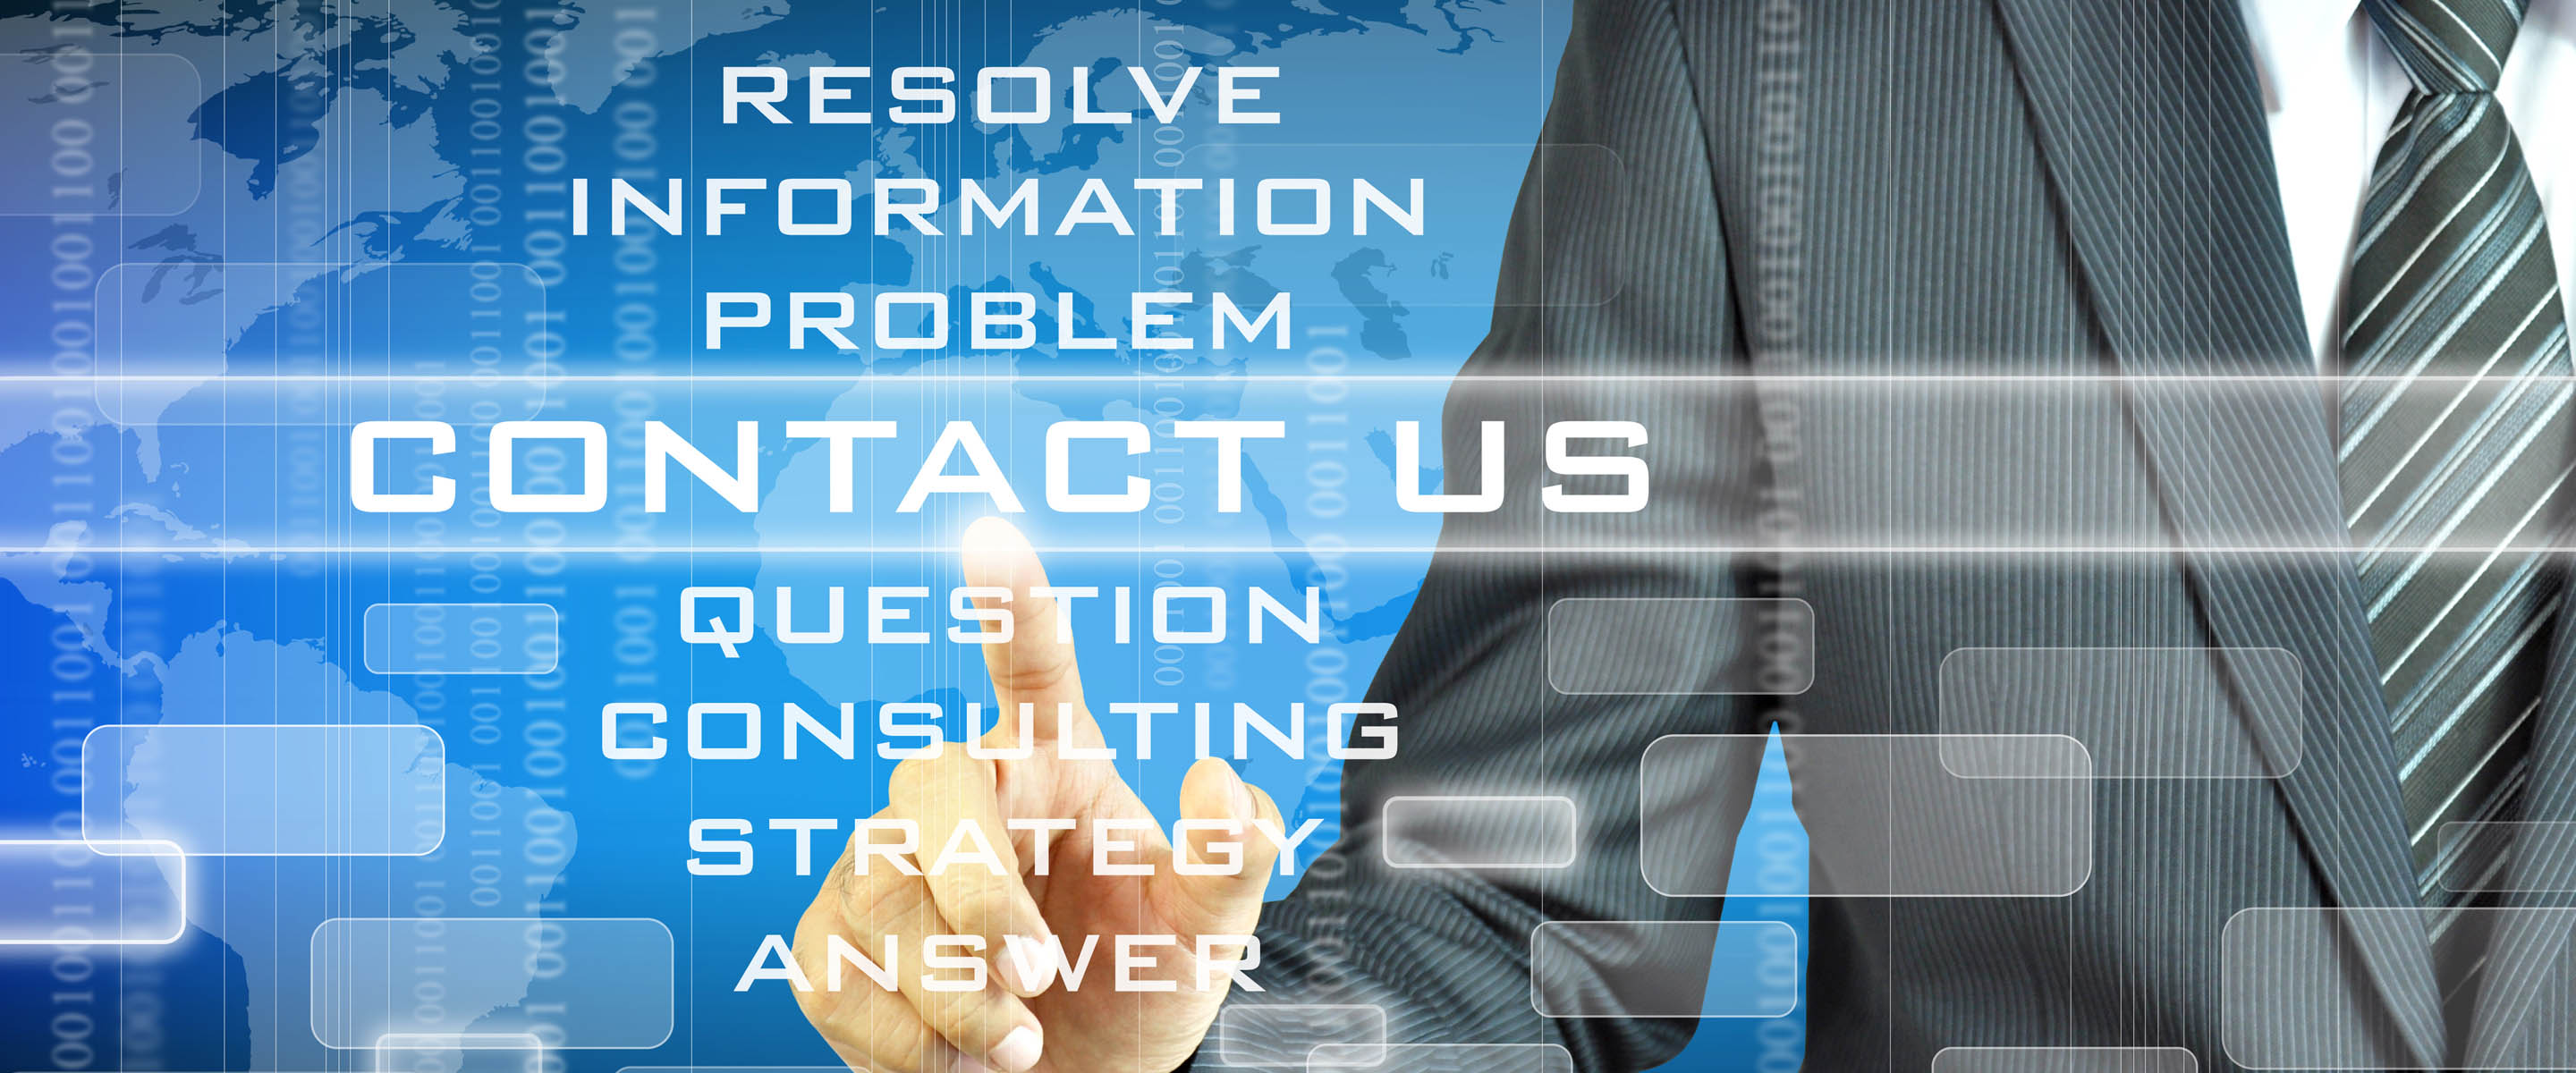 RESOLVE
INFORMATION
PROBLEM
CONTACT US
QUESTION
CONSULTING
STRATEGY
ANSWER